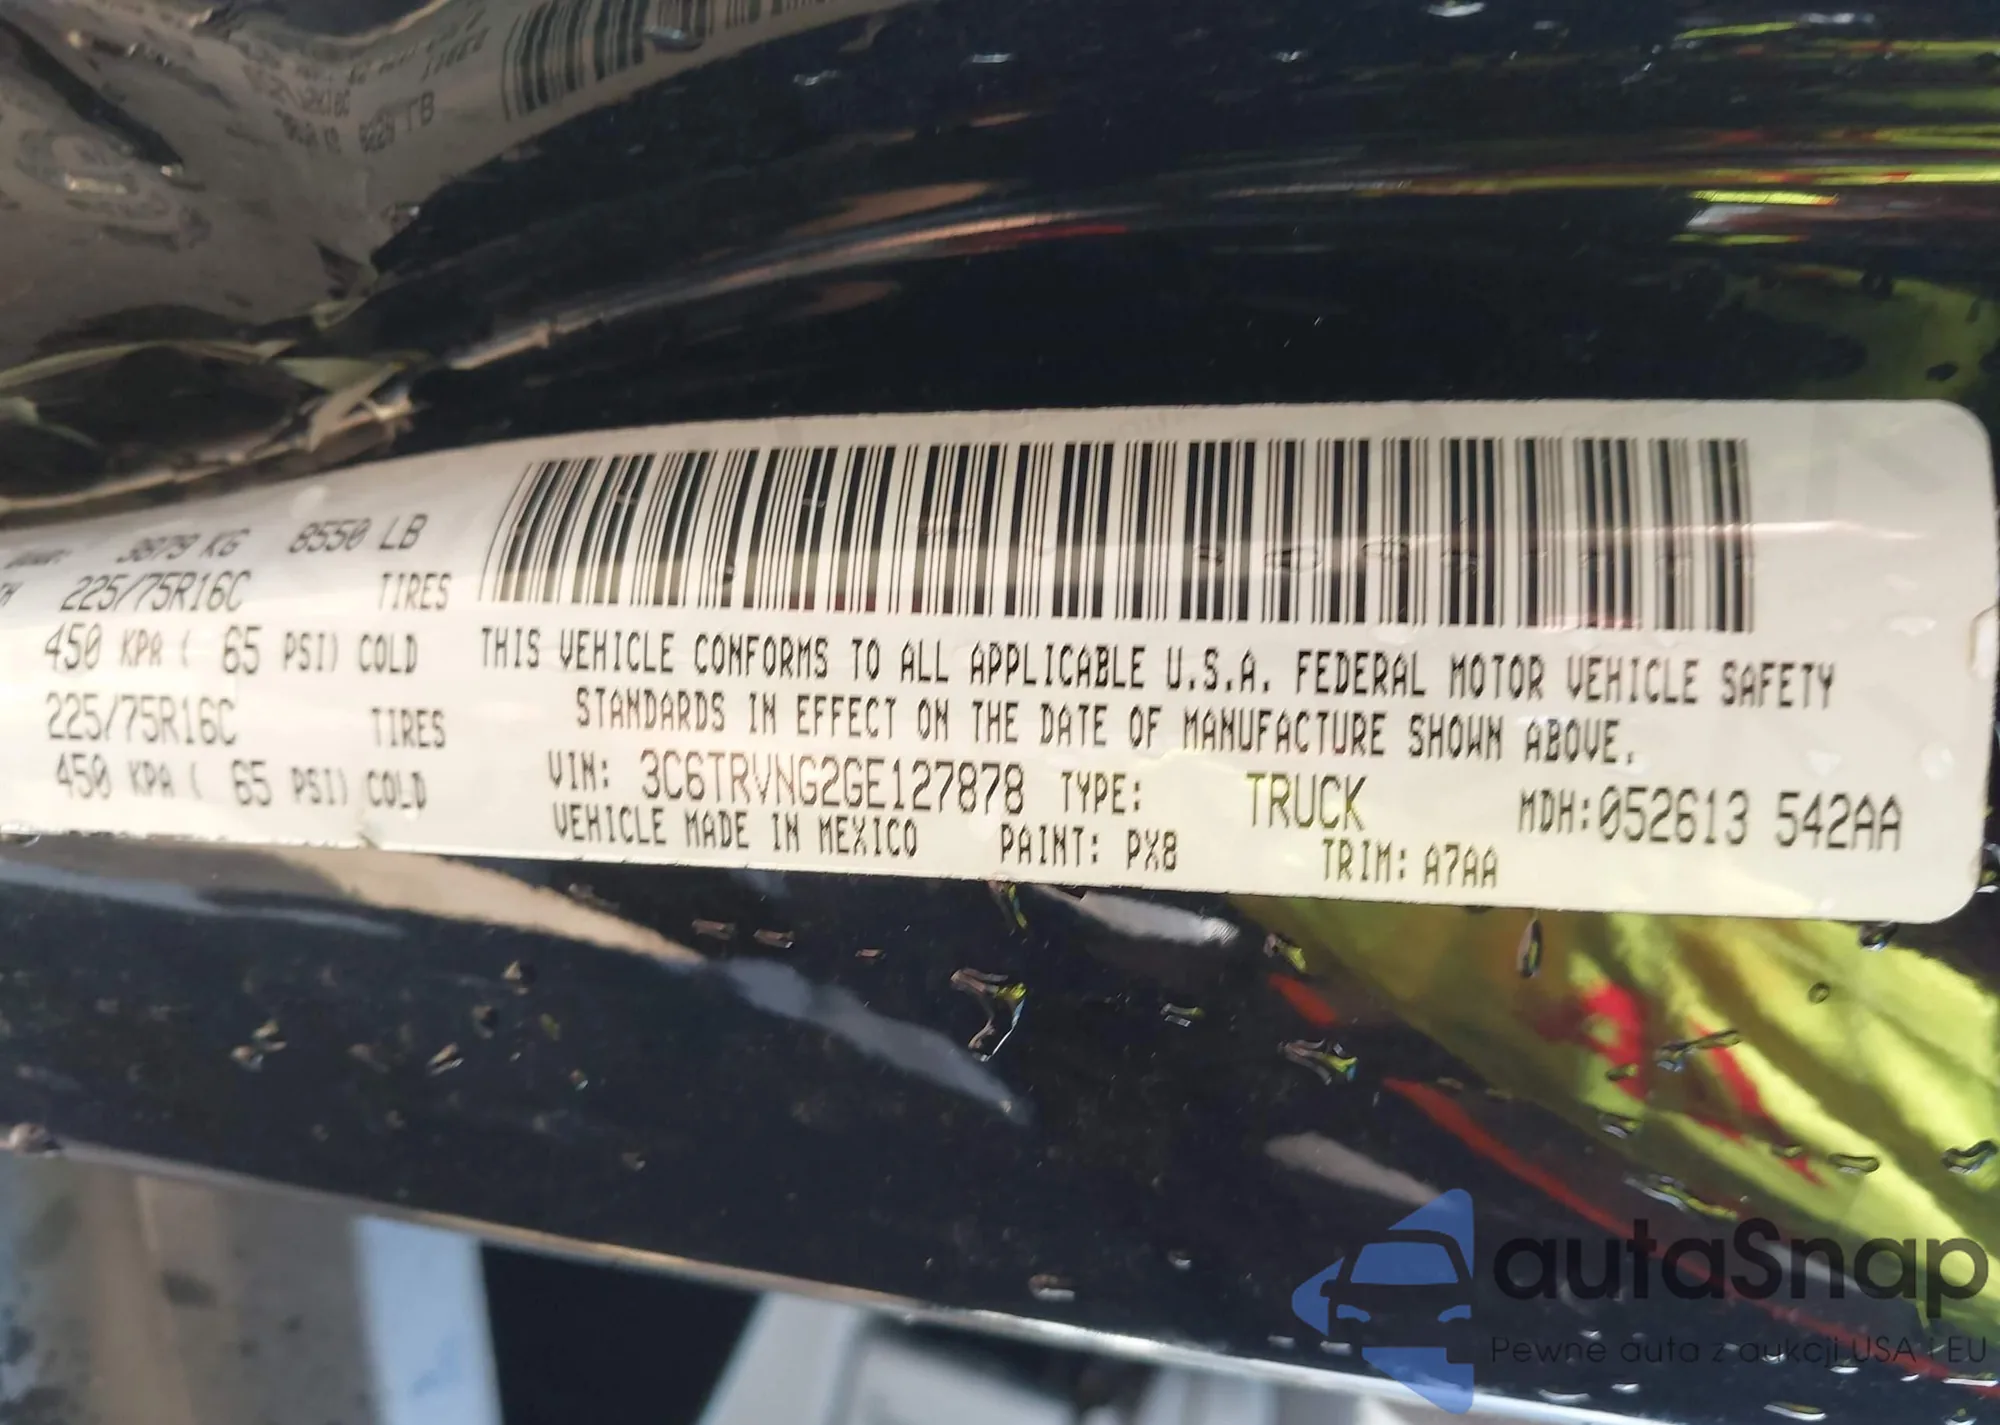 3879 KG 8550 LB
225/75R16C TIRES
450 KPA ( 65 PSI) COLD
225/75R16C TIRES
450 KPA ( 65 PSI) COLD
THIS VEHICLE CONFORMS TO ALL APPLICABLE U.S.A. FEDERAL MOTOR VEHICLE SAFETY
STANDARDS IN EFFECT ON THE DATE OF MANUFACTURE SHOWN ABOVE.
VIN: 3C6TRVNG2GE127878 TYPE: TRUCK MDH:052613 542AA
VEHICLE MADE IN MEXICO PAINT: PX8 TRIM: A7AA
autaSnap
Pewne auta z aukcji USA i EU